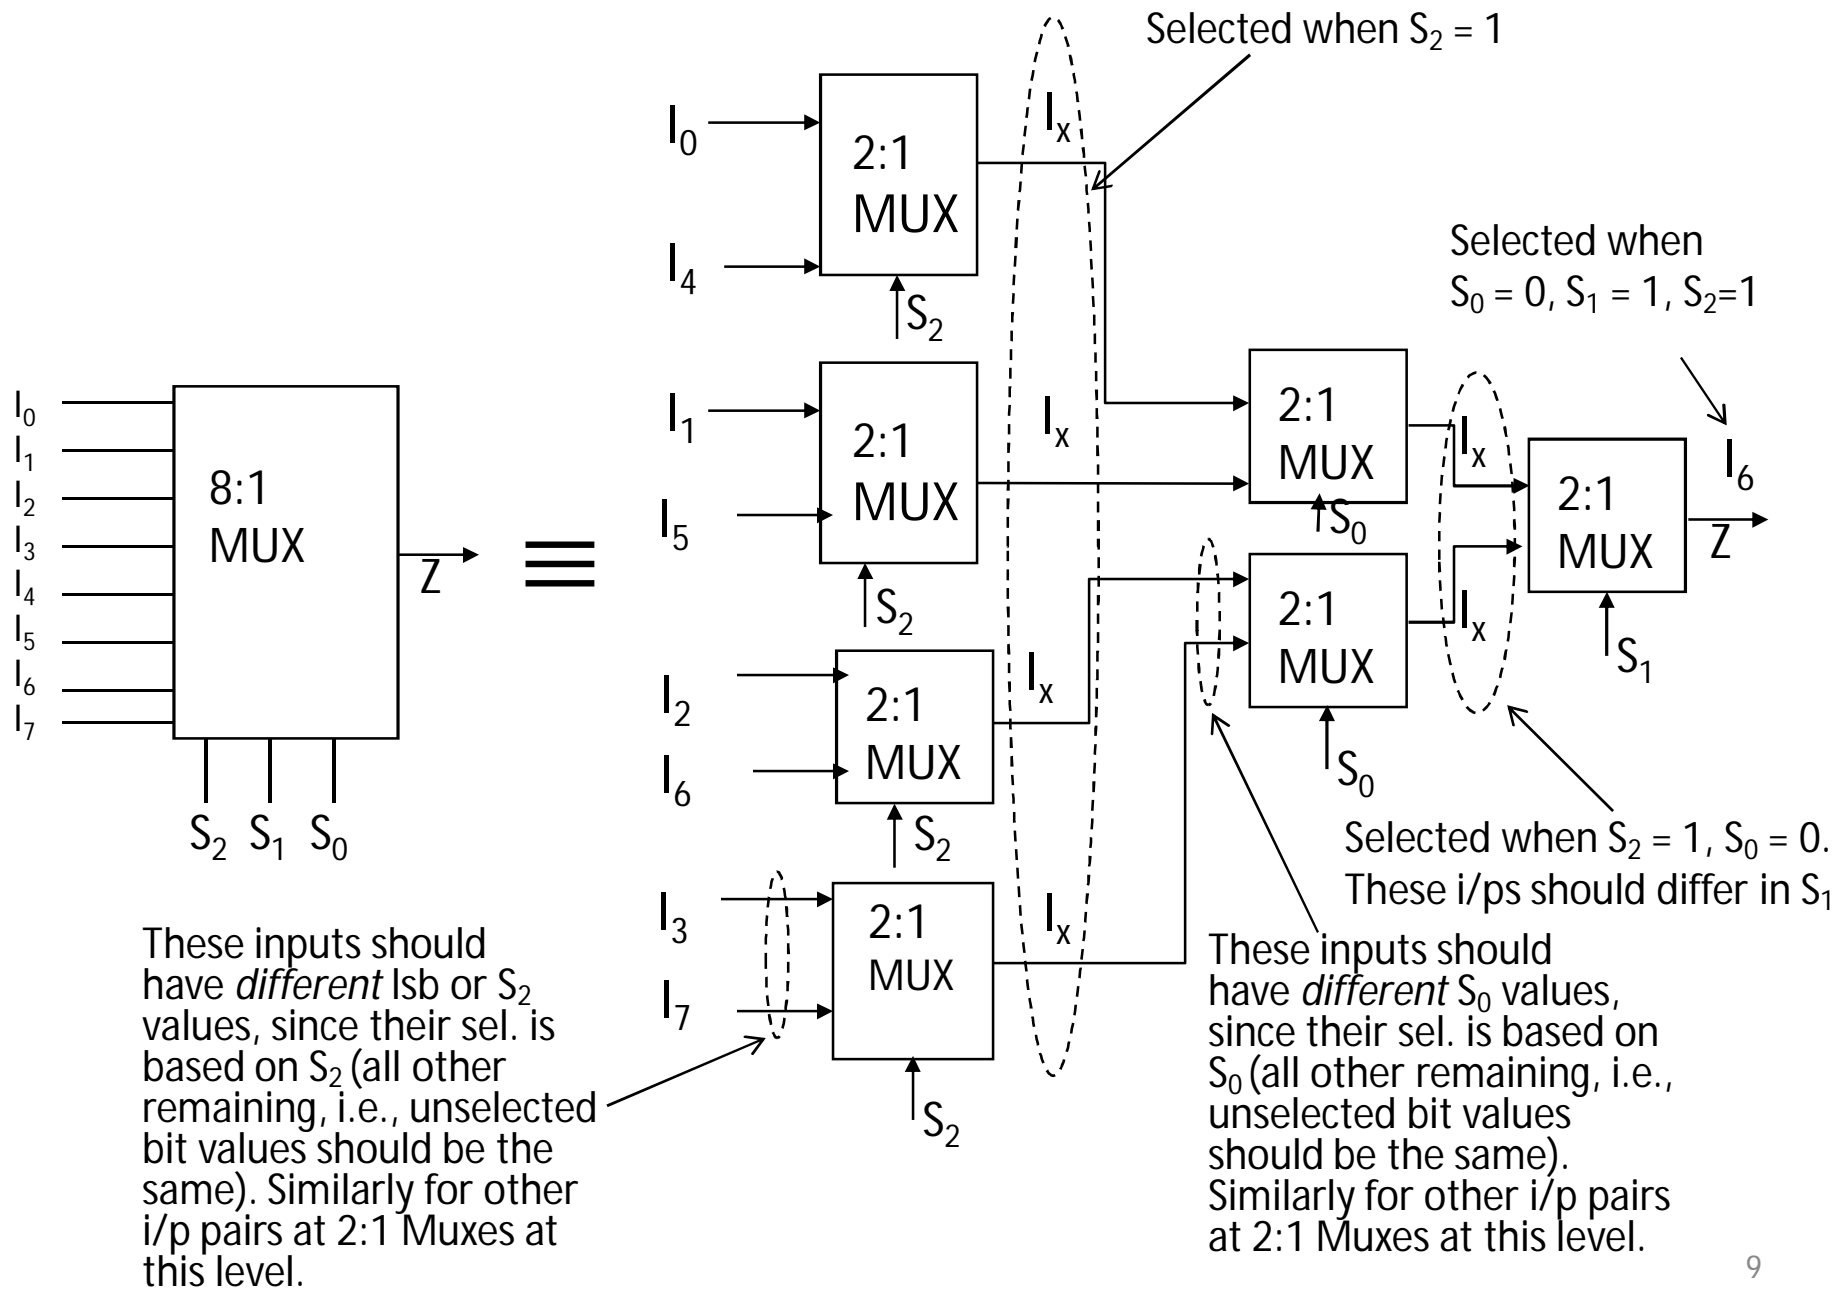 Selected when S₂ = 1
I₀
2:1
MUX
I₄
S₂
Iₓ
Selected when
S₀ = 0, S₁ = 1, S₂=1
I₁
2:1
MUX
I₅
S₂
Iₓ
2:1
MUX
S₀
Iₓ
I₆
2:1
MUX
Z
S₁
I₀
I₁
I₂
I₃
I₄
I₅
I₆
I₇
8:1
MUX
Z
S₂ S₁ S₀
≡
I₂
2:1
MUX
I₆
S₂
Iₓ
2:1
MUX
S₀
Iₓ
I₃
2:1
MUX
I₇
S₂
Iₓ
Selected when S₂ = 1, S₀ = 0.
These i/ps should differ in S₁
These inputs should
have different lsb or S₂
values, since their sel. is
based on S₂ (all other
remaining, i.e., unselected
bit values should be the
same). Similarly for other
i/p pairs at 2:1 Muxes at
this level.
These inputs should
have different S₀ values,
since their sel. is based on
S₀ (all other remaining, i.e.,
unselected bit values
should be the same).
Similarly for other i/p pairs
at 2:1 Muxes at this level.
9